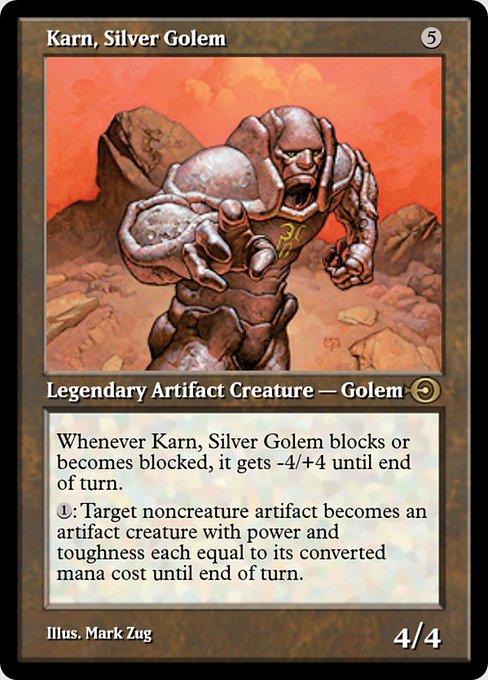 Karn, Silver Golem 5
Legendary Artifact Creature — Golem
Whenever Karn, Silver Golem blocks or
becomes blocked, it gets -4/+4 until end
of turn.
1: Target noncreature artifact becomes an
artifact creature with power and
toughness each equal to its converted
mana cost until end of turn.
Illus. Mark Zug
4/4